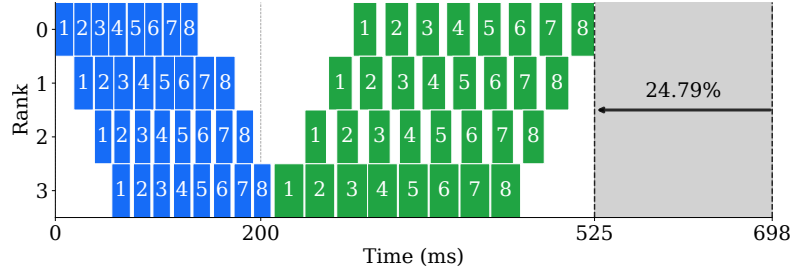 0 1 2 3 4 5 6 7 8 1 2 3 4 5 6 7 8
1 1 2 3 4 5 6 7 8 1 2 3 4 5 6 7 8
24.79%
2 1 2 3 4 5 6 7 8 1 2 3 4 5 6 7 8
3 1 2 3 4 5 6 7 8 1 2 3 4 5 6 7 8
Rank
0 200 525 698
Time (ms)